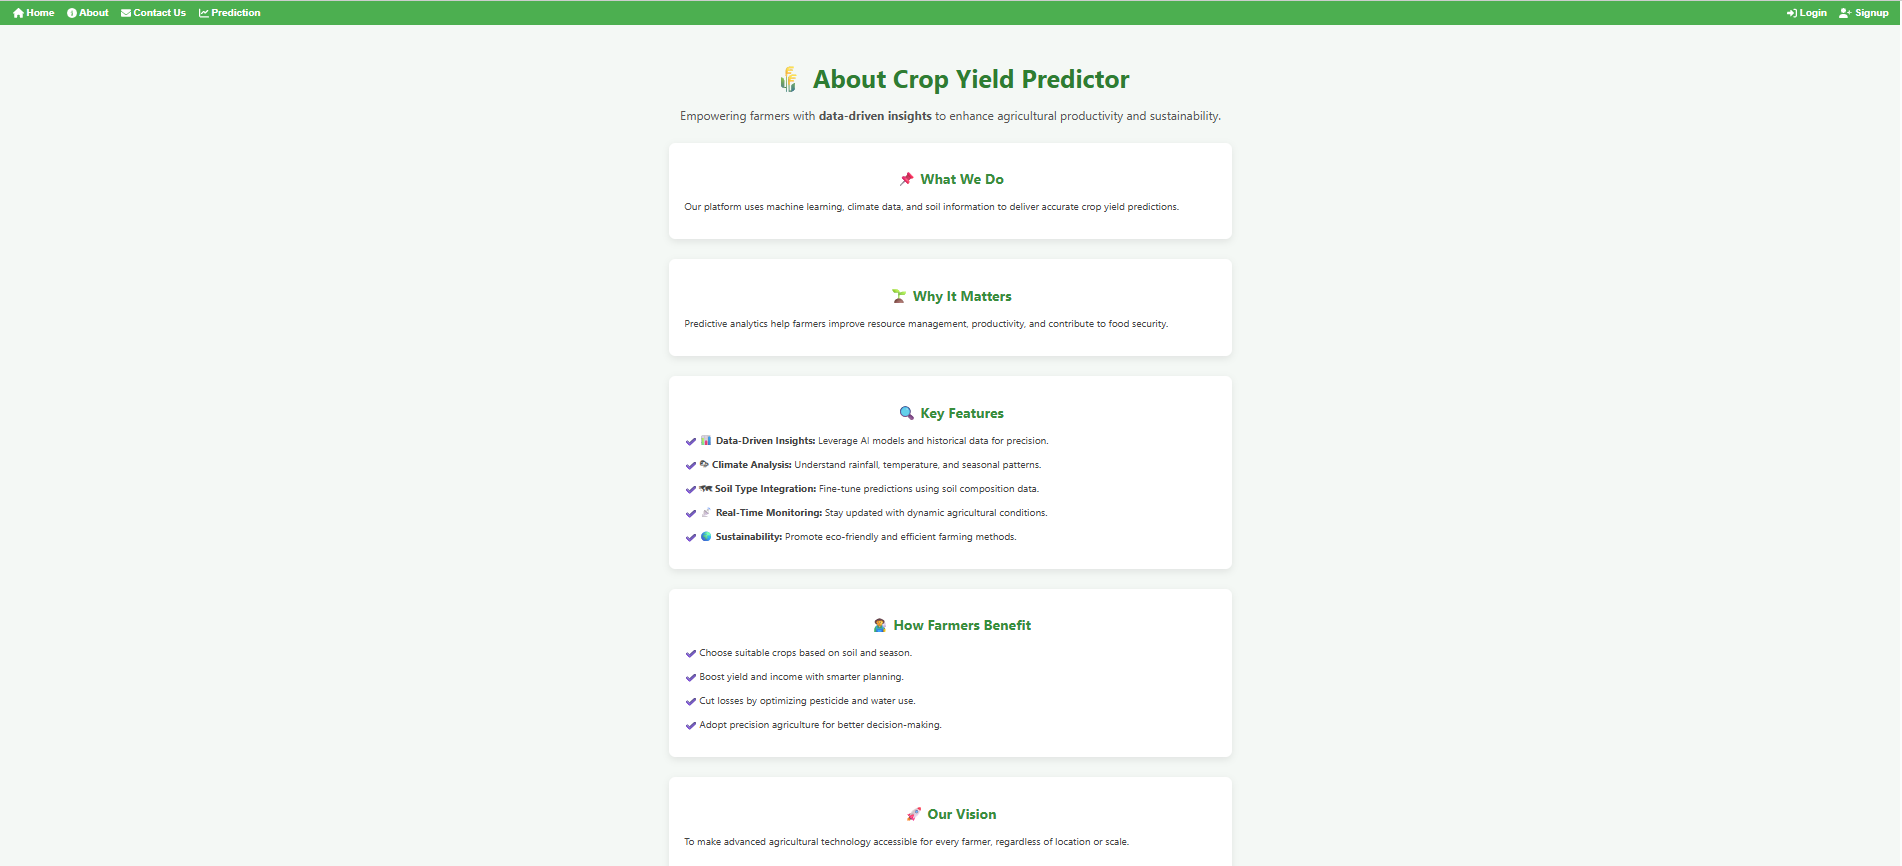 Home About Contact Us Prediction Login Signup
About Crop Yield Predictor
Empowering farmers with data-driven insights to enhance agricultural productivity and sustainability.
What We Do
Our platform uses machine learning, climate data, and soil information to deliver accurate crop yield predictions.
Why It Matters
Predictive analytics help farmers improve resource management, productivity, and contribute to food security.
Key Features
Data-Driven Insights: Leverage AI models and historical data for precision.
Climate Analysis: Understand rainfall, temperature, and seasonal patterns.
Soil Type Integration: Fine-tune predictions using soil composition data.
Real-Time Monitoring: Stay updated with dynamic agricultural conditions.
Sustainability: Promote eco-friendly and efficient farming methods.
How Farmers Benefit
Choose suitable crops based on soil and season.
Boost yield and income with smarter planning.
Cut losses by optimizing pesticide and water use.
Adopt precision agriculture for better decision-making.
Our Vision
To make advanced agricultural technology accessible for every farmer, regardless of location or scale.